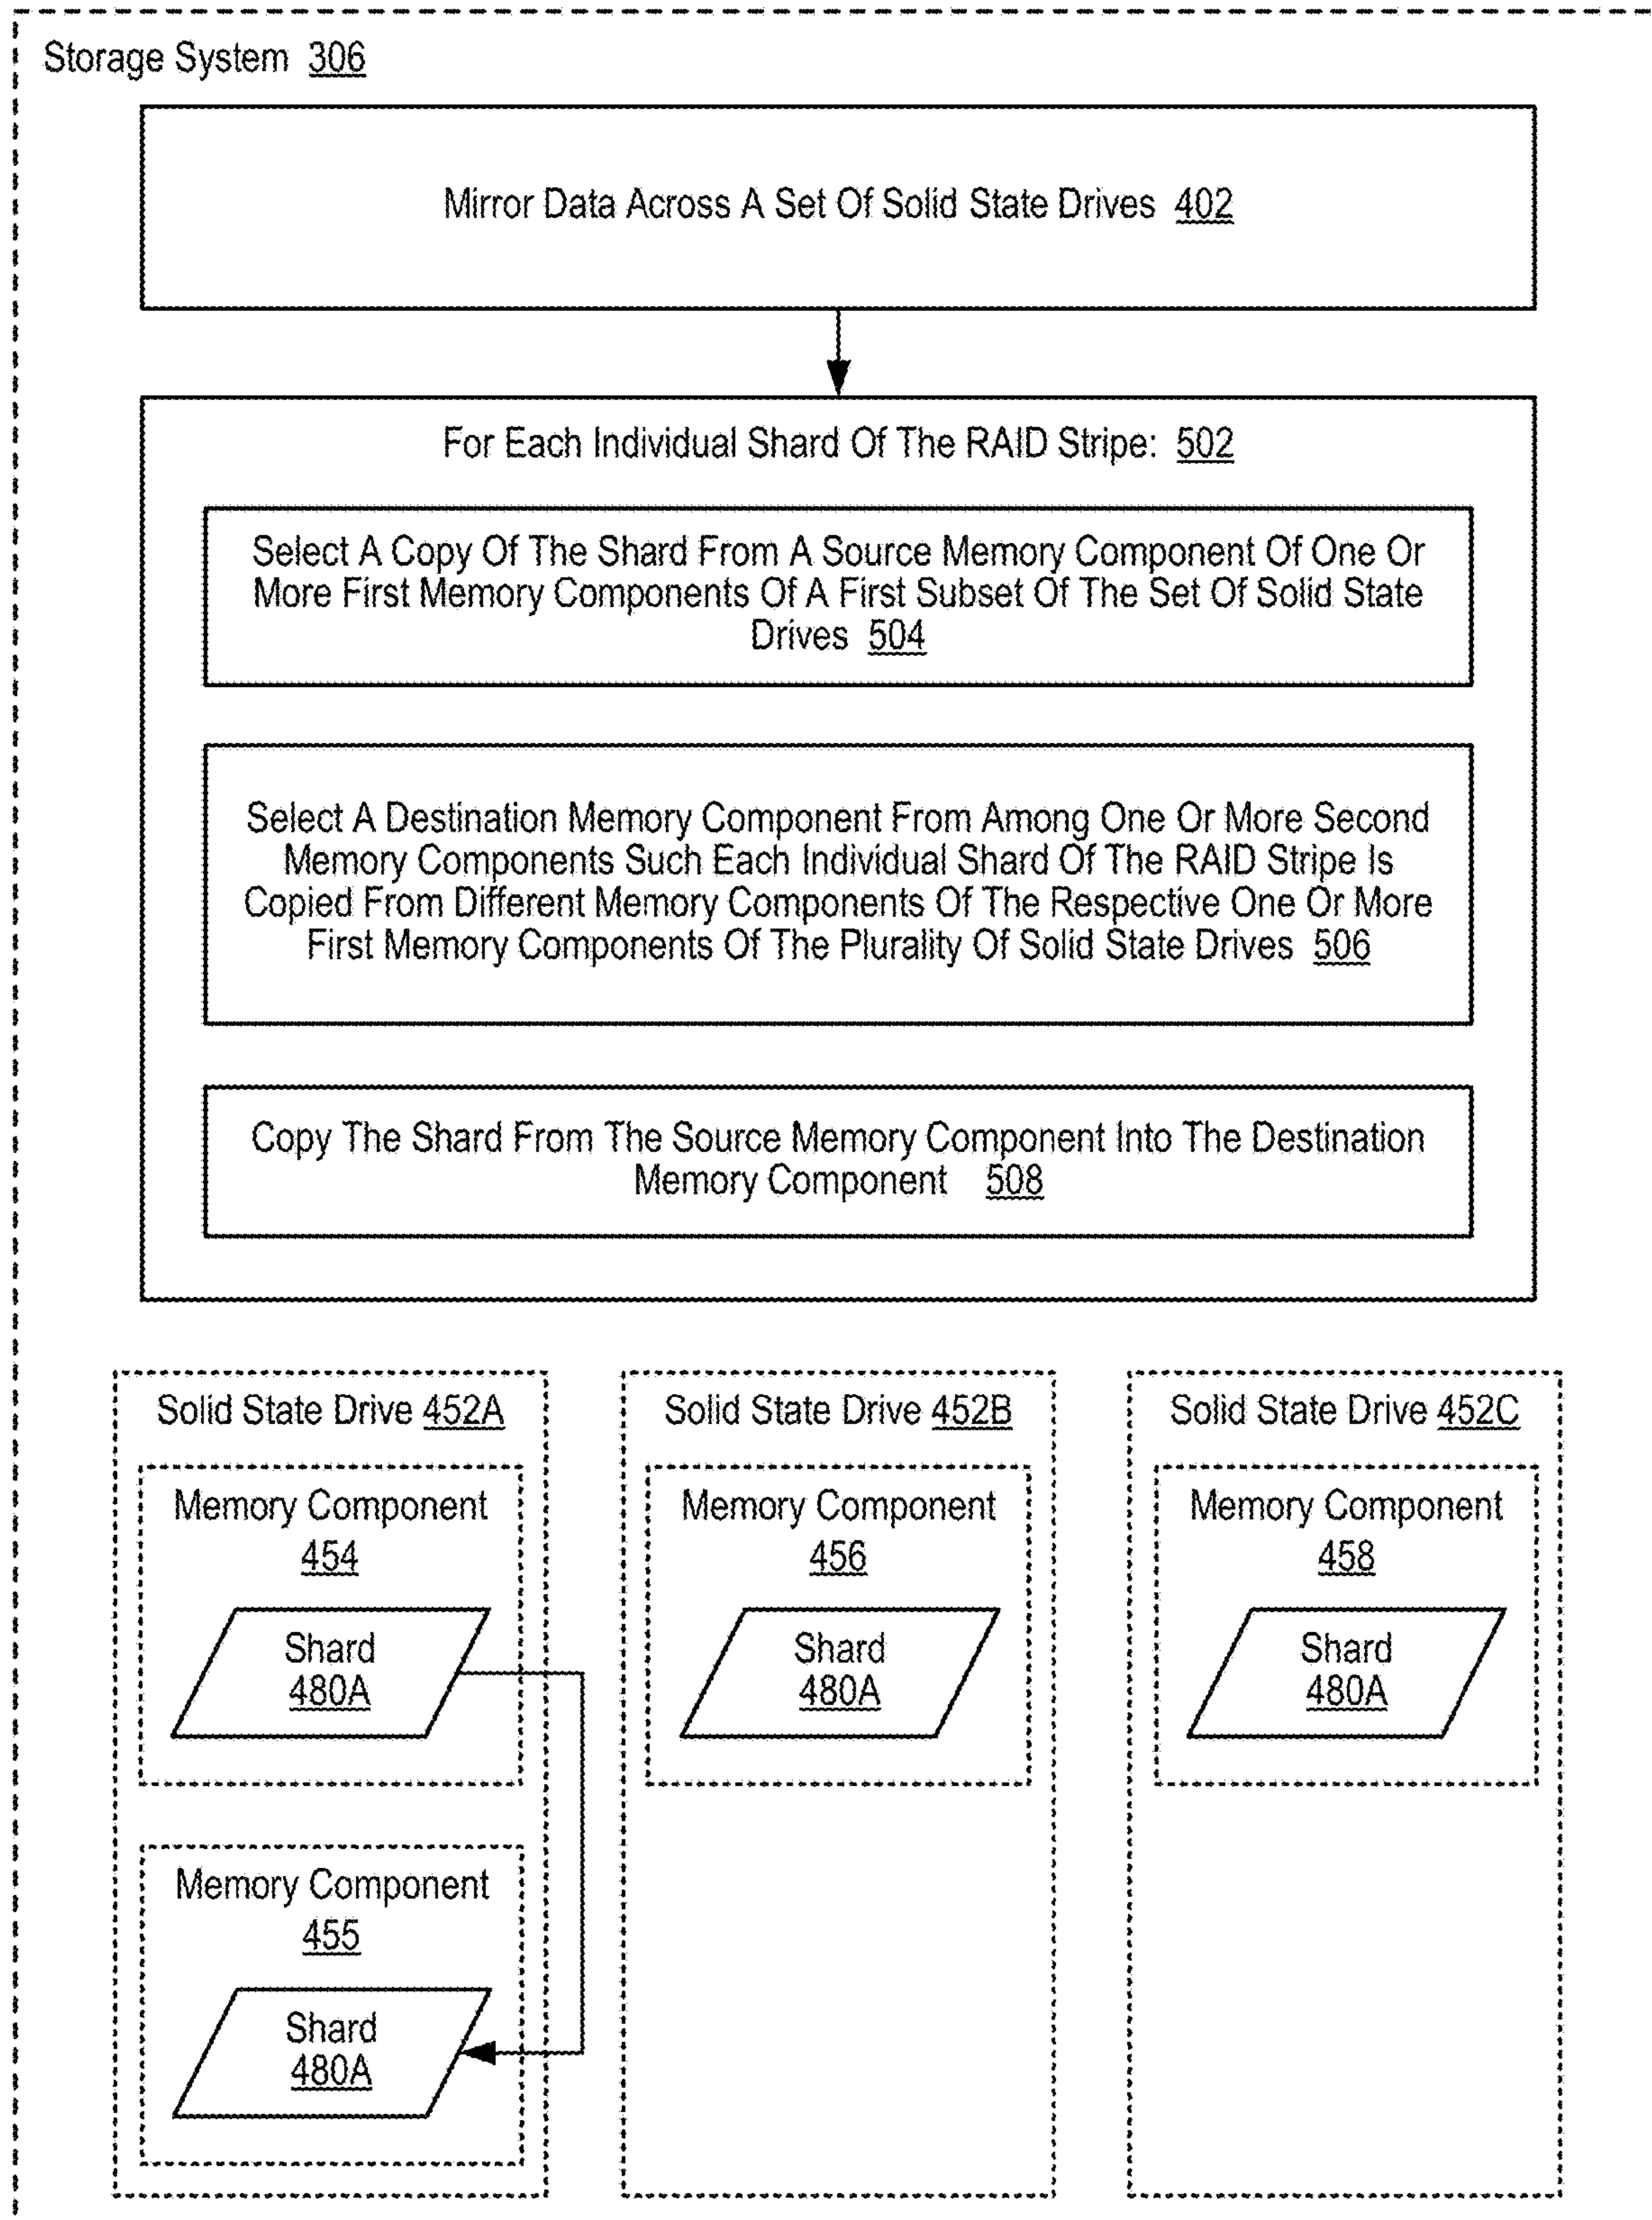 Storage System 306
Mirror Data Across A Set Of Solid State Drives 402
For Each Individual Shard Of The RAID Stripe: 502
Select A Copy Of The Shard From A Source Memory Component Of One Or
More First Memory Components Of A First Subset Of The Set Of Solid State
Drives 504
Select A Destination Memory Component From Among One Or More Second
Memory Components Such Each Individual Shard Of The RAID Stripe Is
Copied From Different Memory Components Of The Respective One Or More
First Memory Components Of The Plurality Of Solid State Drives 506
Copy The Shard From The Source Memory Component Into The Destination
Memory Component 508
Solid State Drive 452A
Memory Component
454
Shard
480A
Memory Component
455
Shard
480A
Solid State Drive 452B
Memory Component
456
Shard
480A
Solid State Drive 452C
Memory Component
458
Shard
480A